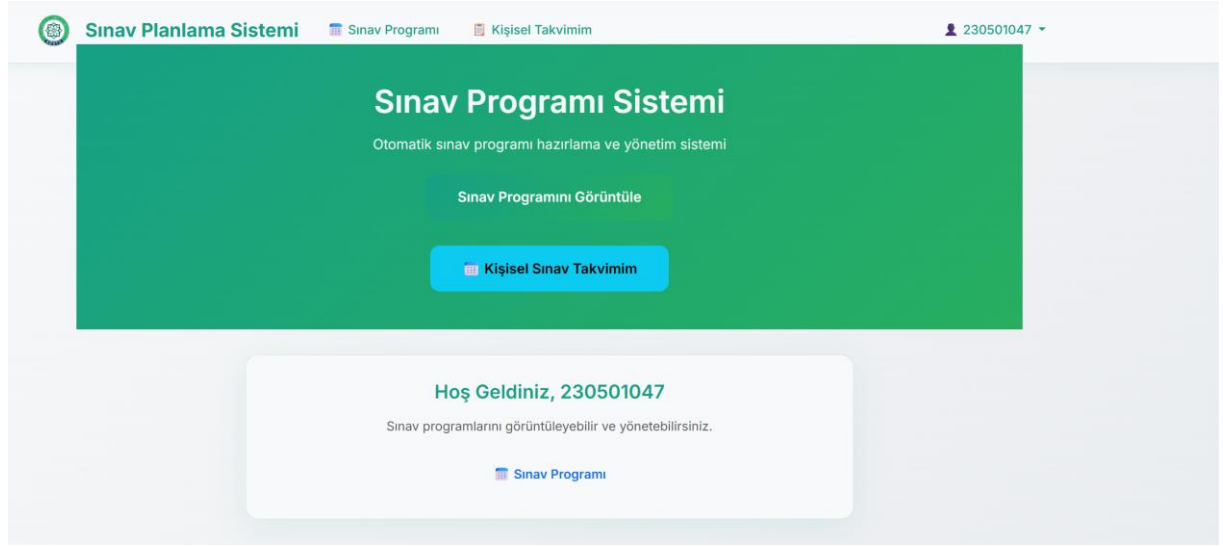 Sınav Planlama Sistemi
Sınav Programı
Kişisel Takvimim
230501047
Sınav Programı Sistemi
Otomatik sınav programı hazırlama ve yönetim sistemi
Sınav Programını Görüntüle
Kişisel Sınav Takvimim
Hoş Geldiniz, 230501047
Sınav programlarını görüntüleyebilir ve yönetebilirsiniz.
Sınav Programı